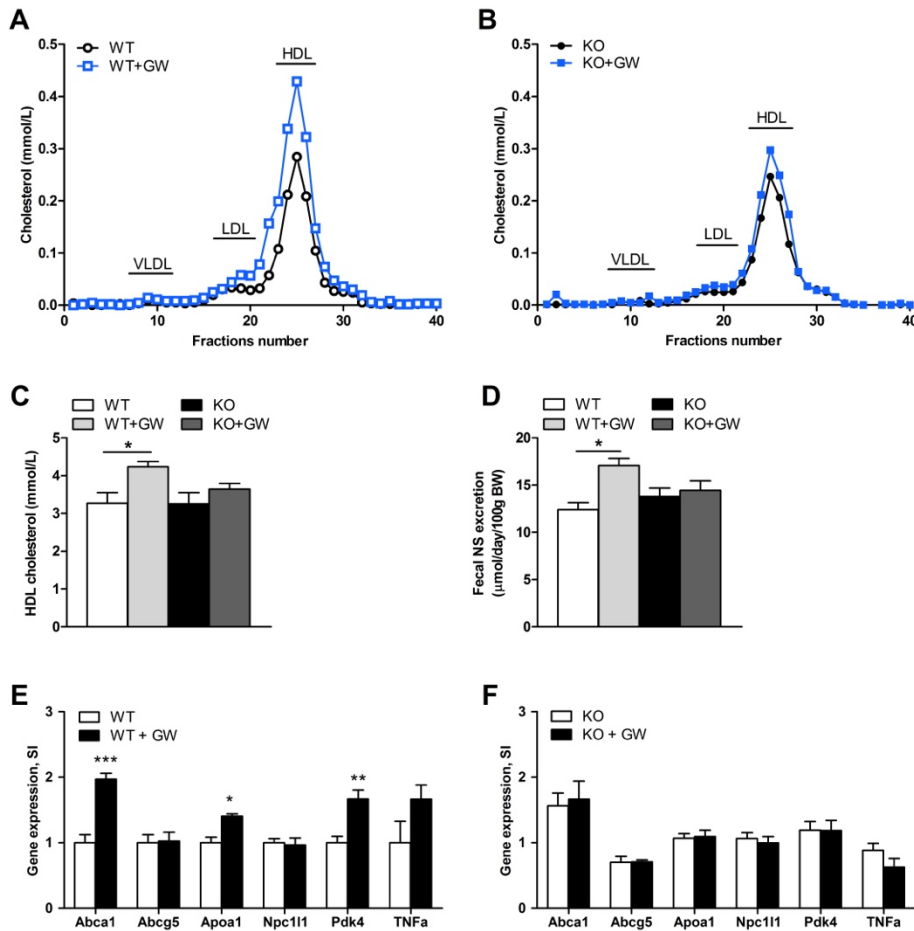 A
WT
WT+GW
HDL
LDL
VLDL
Cholesterol (mmol/L)
0.5
0.4
0.3
0.2
0.1
0.0
0 10 20 30 40
Fractions number
B
KO
KO+GW
HDL
LDL
VLDL
Cholesterol (mmol/L)
0.5
0.4
0.3
0.2
0.1
0.0
0 10 20 30 40
Fractions number
C
WT KO
WT+GW KO+GW
*
HDL cholesterol (mmol/L)
5
4
3
2
1
0
D
WT KO
WT+GW KO+GW
*
Fecal NS excretion
(µmol/day/100g BW)
20
15
10
5
0
E
WT
WT + GW
*** * **
Gene expression, SI
3
2
1
0
Abca1 Abcg5 Apoa1 Npc1l1 Pdk4 TNFa
F
KO
KO + GW
Gene expression, SI
3
2
1
0
Abca1 Abcg5 Apoa1 Npc1l1 Pdk4 TNFa